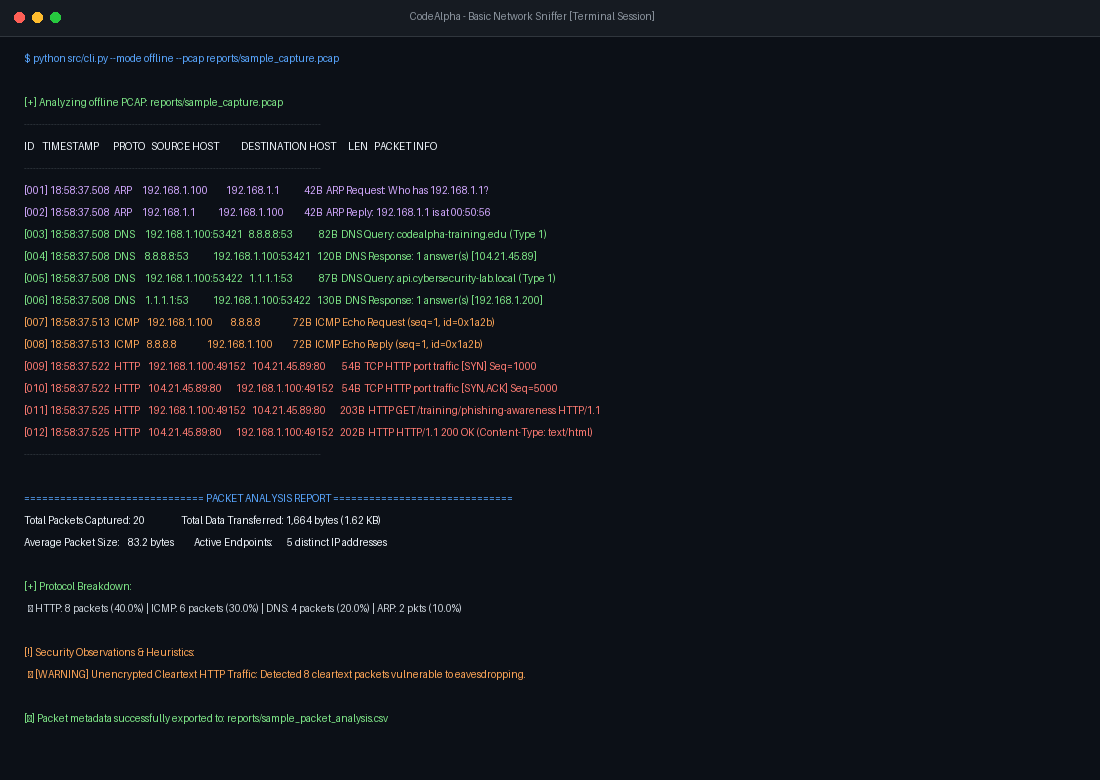 CodeAlpha - Basic Network Sniffer [Terminal Session]
$ python src/cli.py --mode offline --pcap reports/sample_capture.pcap
[+] Analyzing offline PCAP: reports/sample_capture.pcap
------------------------------------------------------------------------------------------
ID TIMESTAMP PROTO SOURCE HOST DESTINATION HOST LEN PACKET INFO
------------------------------------------------------------------------------------------
[001] 18:58:37.508 ARP 192.168.1.100 192.168.1.1 42B ARP Request: Who has 192.168.1.1?
[002] 18:58:37.508 ARP 192.168.1.1 192.168.1.100 42B ARP Reply: 192.168.1.1 is at 00:50:56
[003] 18:58:37.508 DNS 192.168.1.100:53421 8.8.8.8:53 82B DNS Query: codealpha-training.edu (Type 1)
[004] 18:58:37.508 DNS 8.8.8.8:53 192.168.1.100:53421 120B DNS Response: 1 answer(s) [104.21.45.89]
[005] 18:58:37.508 DNS 192.168.1.100:53422 1.1.1.1:53 87B DNS Query: api.cybersecurity-lab.local (Type 1)
[006] 18:58:37.508 DNS 1.1.1.1:53 192.168.1.100:53422 130B DNS Response: 1 answer(s) [192.168.1.200]
[007] 18:58:37.513 ICMP 192.168.1.100 8.8.8.8 72B ICMP Echo Request (seq=1, id=0x1a2b)
[008] 18:58:37.513 ICMP 8.8.8.8 192.168.1.100 72B ICMP Echo Reply (seq=1, id=0x1a2b)
[009] 18:58:37.522 HTTP 192.168.1.100:49152 104.21.45.89:80 54B TCP HTTP port traffic [SYN] Seq=1000
[010] 18:58:37.522 HTTP 104.21.45.89:80 192.168.1.100:49152 54B TCP HTTP port traffic [SYN,ACK] Seq=5000
[011] 18:58:37.525 HTTP 192.168.1.100:49152 104.21.45.89:80 203B HTTP GET /training/phishing-awareness HTTP/1.1
[012] 18:58:37.525 HTTP 104.21.45.89:80 192.168.1.100:49152 202B HTTP HTTP/1.1 200 OK (Content-Type: text/html)
------------------------------------------------------------------------------------------
============================== PACKET ANALYSIS REPORT ==============================
Total Packets Captured: 20 Total Data Transferred: 1,664 bytes (1.62 KB)
Average Packet Size: 83.2 bytes Active Endpoints: 5 distinct IP addresses
[+] Protocol Breakdown:
HTTP: 8 packets (40.0%) | ICMP: 6 packets (30.0%) | DNS: 4 packets (20.0%) | ARP: 2 pkts (10.0%)
[!] Security Observations & Heuristics:
[WARNING] Unencrypted Cleartext HTTP Traffic: Detected 8 cleartext packets vulnerable to eavesdropping.
[] Packet metadata successfully exported to: reports/sample_packet_analysis.csv